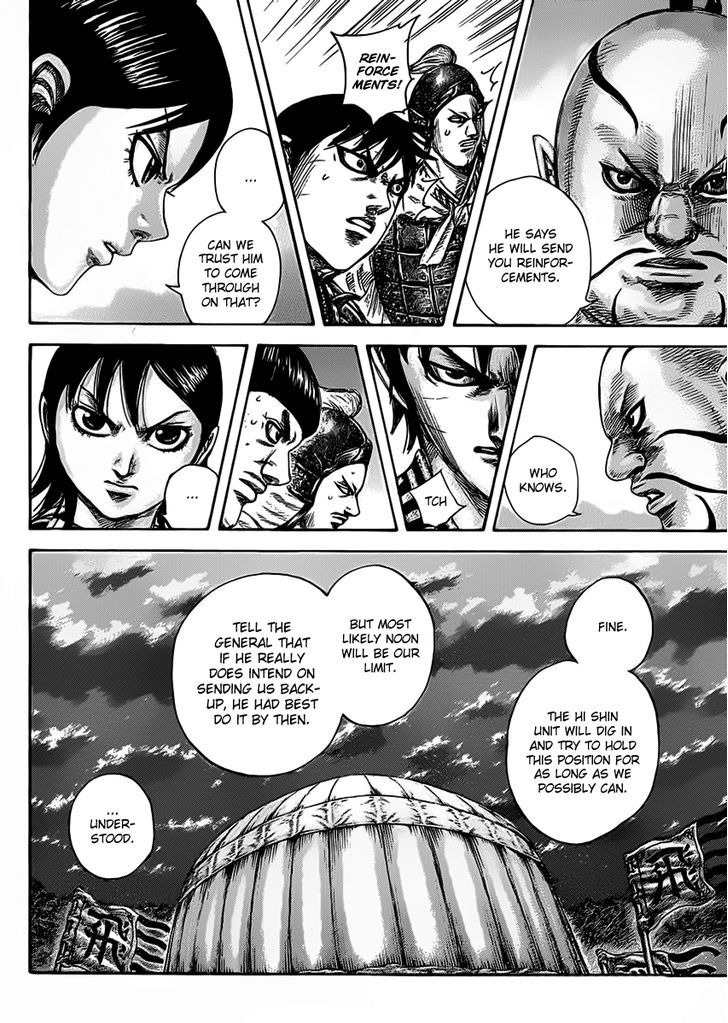 HE SAYS
HE WILL SEND
YOU REINFOR-
CEMENTS.
REIN-
FORCE
MENTS!
...
CAN WE
TRUST HIM
TO COME
THROUGH
ON THAT?
WHO
KNOWS.
TCH
...
FINE.
THE HI SHIN
UNIT WILL DIG
IN AND TRY TO HOLD
THIS POSITION FOR
AS LONG AS WE
POSSIBLY CAN.
BUT MOST
LIKELY NOON
WILL BE OUR
LIMIT.
TELL THE
GENERAL THAT
IF HE REALLY
DOES INTEND ON
SENDING US BACK-
UP, HE HAD BEST
DO IT BY THEN.
...
UNDER-
STOOD.
飛
飛